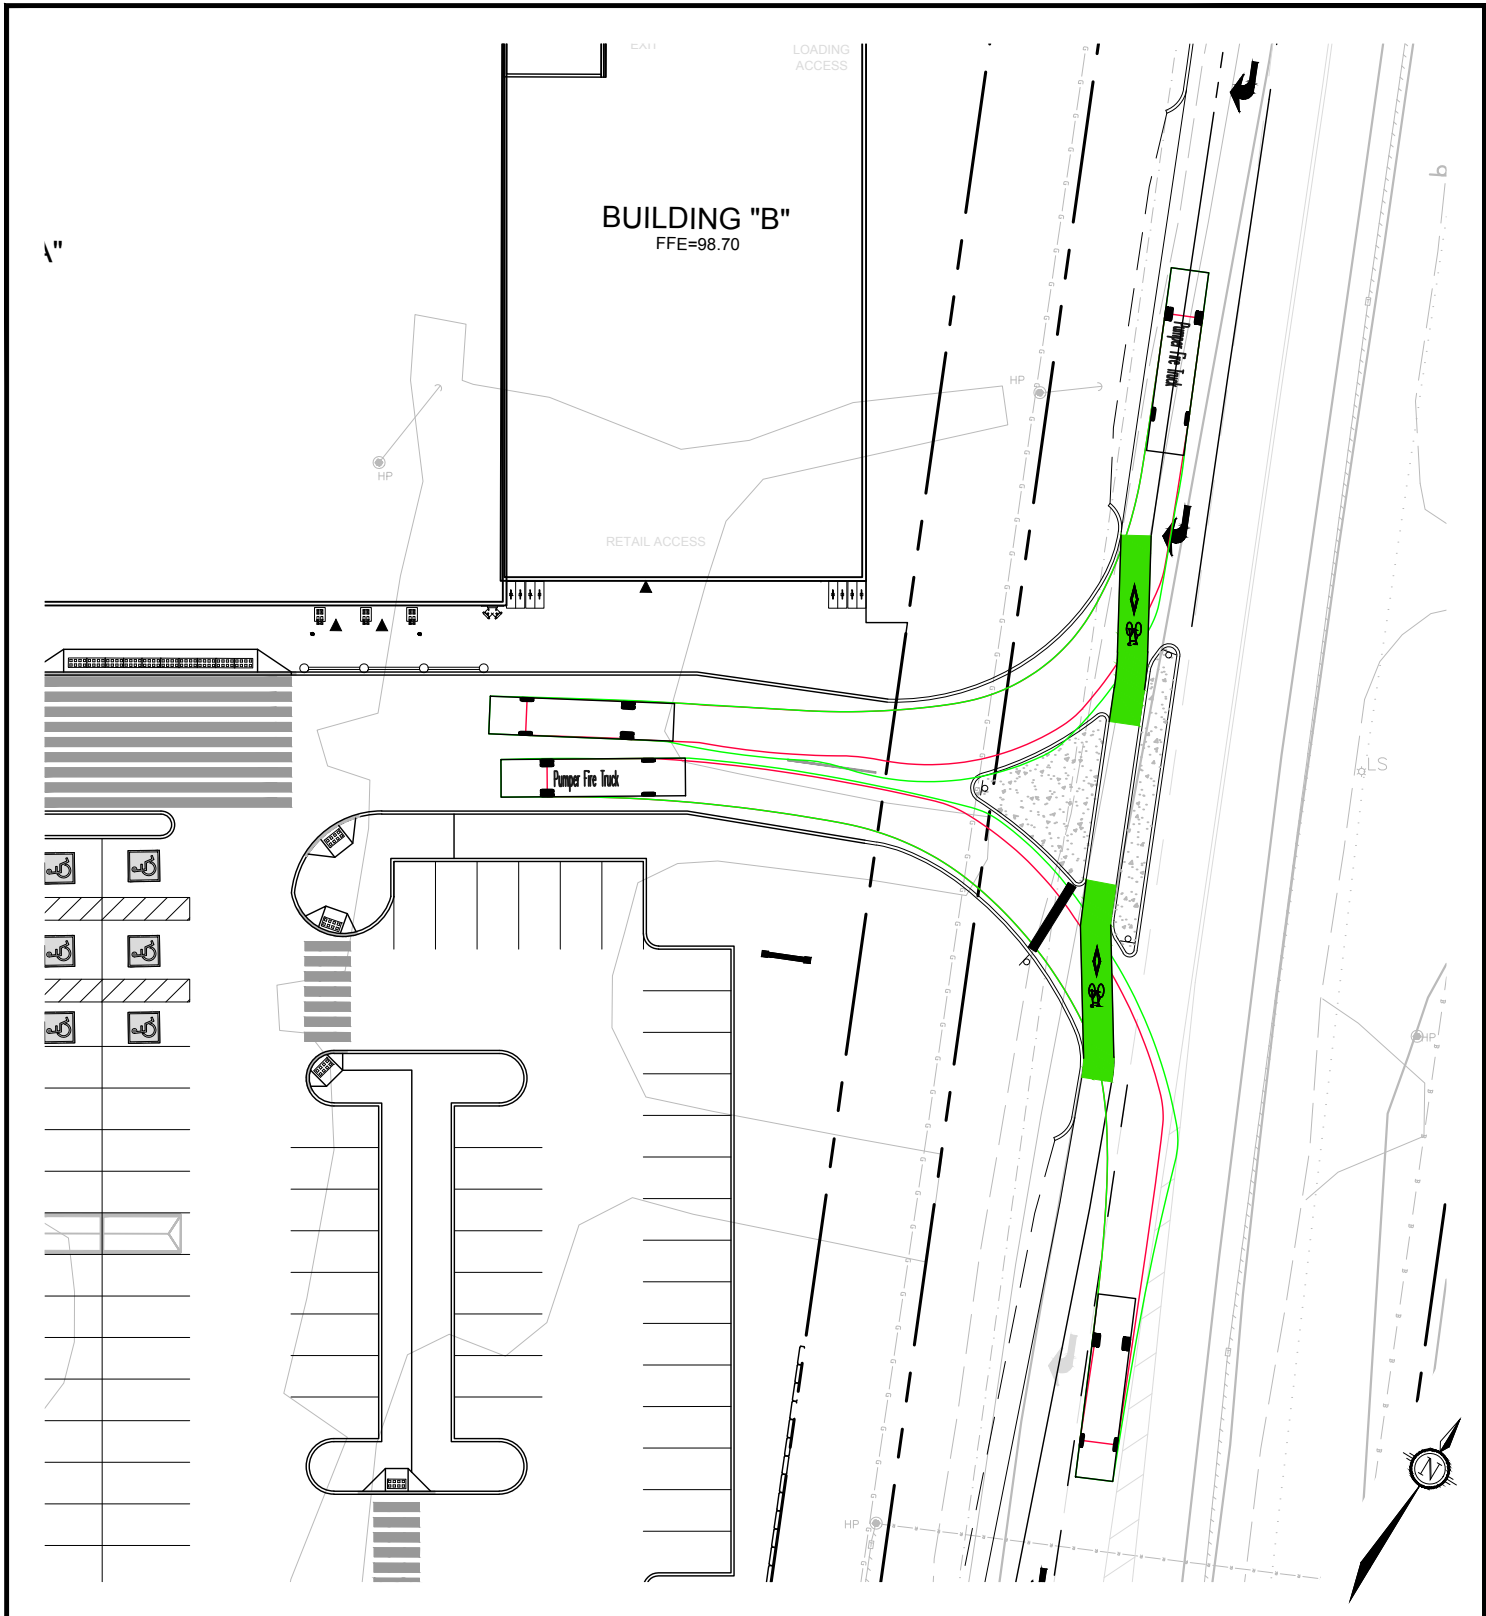 EXIT
LOADING
ACCESS
BUILDING "B"
FFE=98.70
A"
Pumper Fire Truck
HP
HP
RETAIL ACCESS
LS
Pumper Fire Truck
HP
HP
N